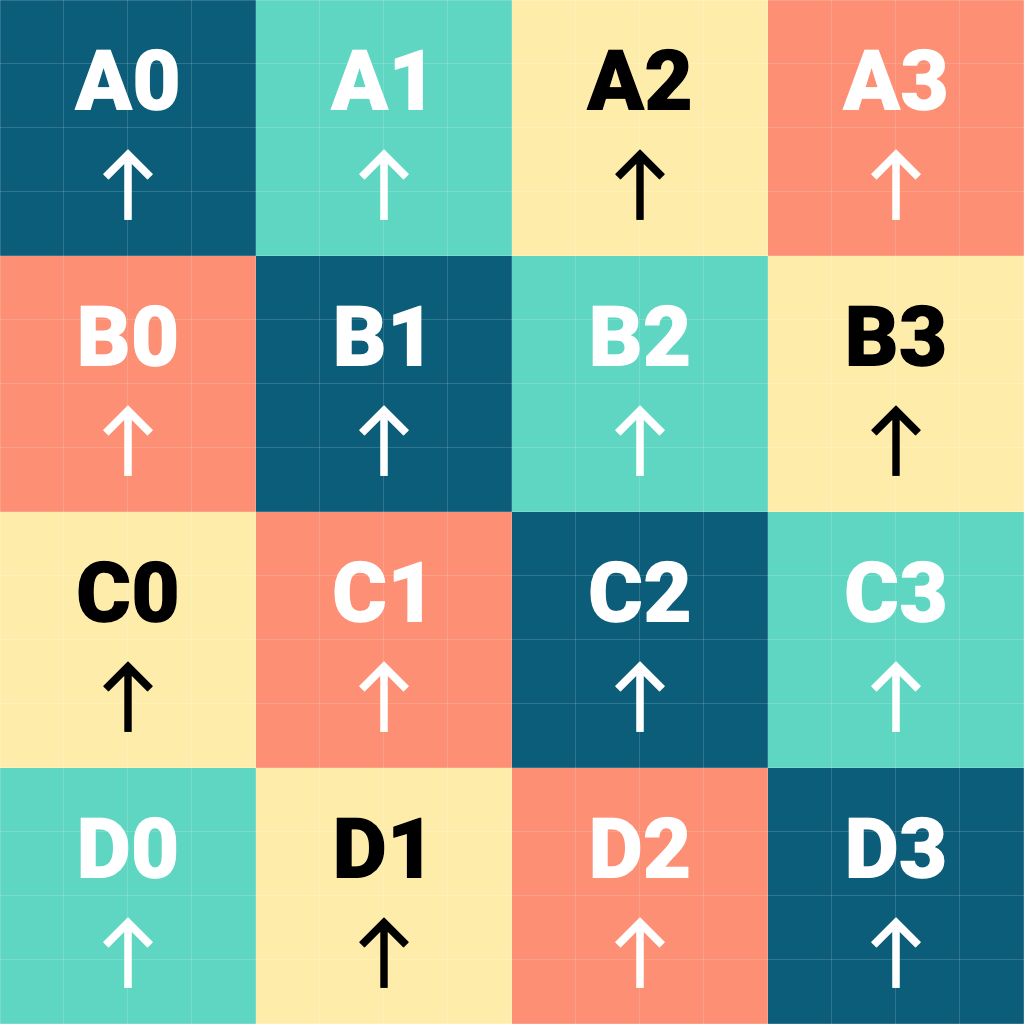 A0 A1 A2 A3
↑ ↑ ↑ ↑
B0 B1 B2 B3
↑ ↑ ↑ ↑
C0 C1 C2 C3
↑ ↑ ↑ ↑
D0 D1 D2 D3
↑ ↑ ↑ ↑